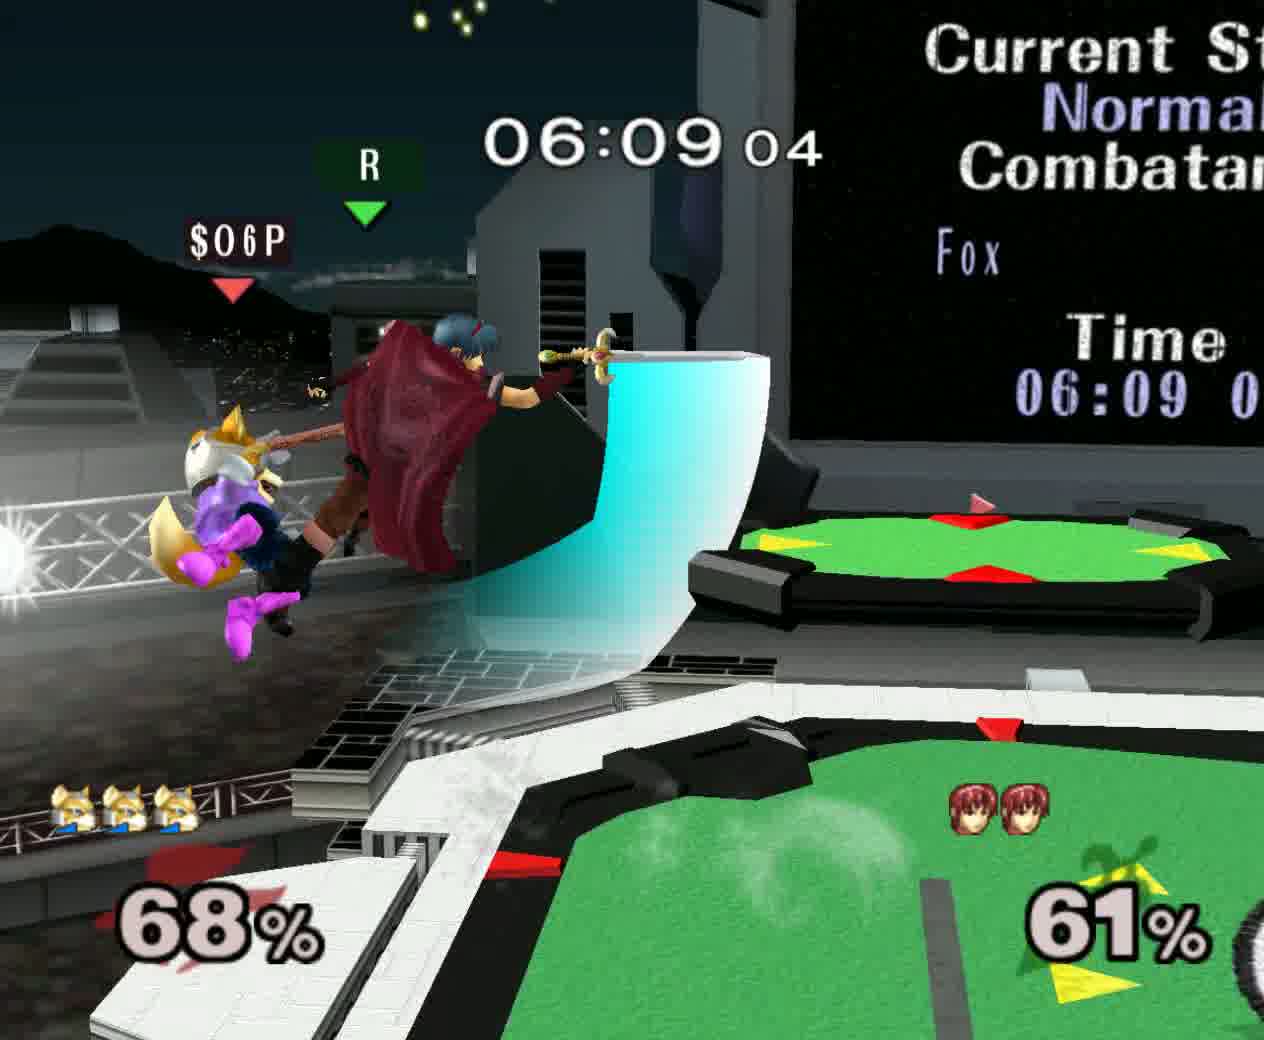 Current St
Normal
Combatan
06:09 04
R
$06P
Fox
Time
06:09 0
68%
61%